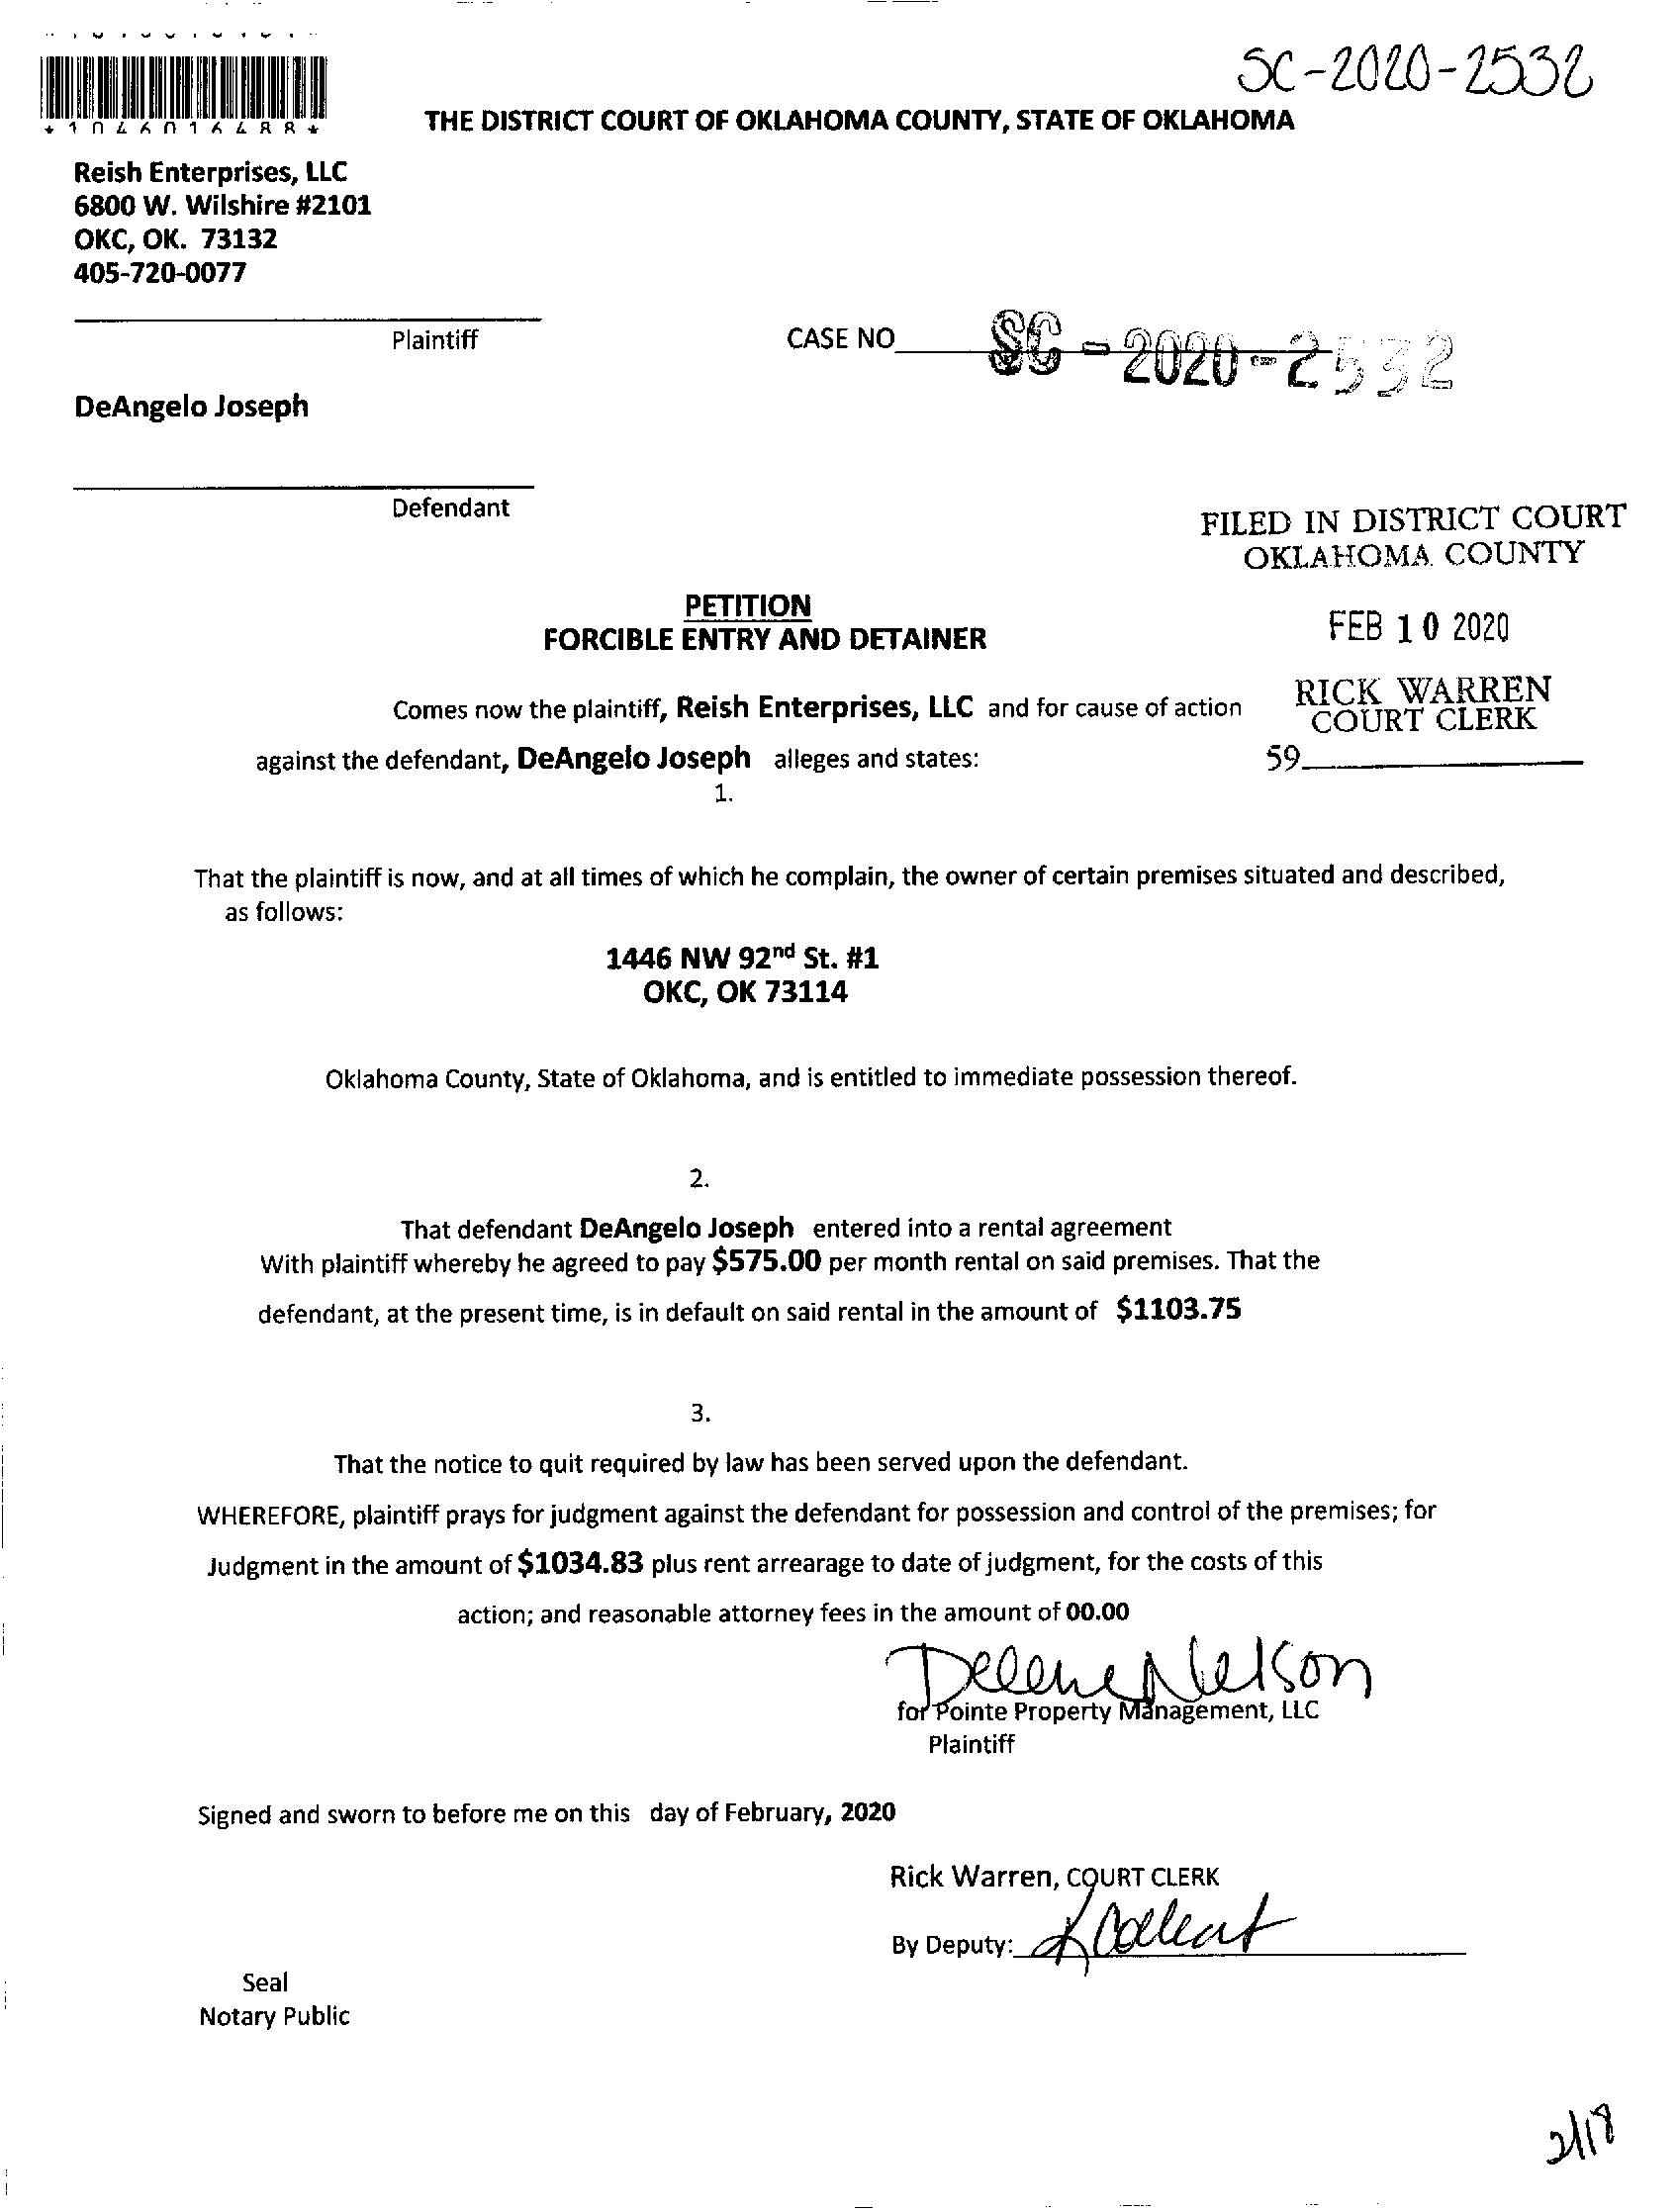 SC-2020-2532
*1046016488*
THE DISTRICT COURT OF OKLAHOMA COUNTY, STATE OF OKLAHOMA
Reish Enterprises, LLC
6800 W. Wilshire #2101
OKC, OK. 73132
405-720-0077
Plaintiff
CASE NO
SC - 2020 - 2532
DeAngelo Joseph
Defendant
FILED IN DISTRICT COURT
OKLAHOMA COUNTY
PETITION
FORCIBLE ENTRY AND DETAINER
FEB 10 2020
RICK WARREN
COURT CLERK
59
Comes now the plaintiff, Reish Enterprises, LLC and for cause of action
against the defendant, DeAngelo Joseph alleges and states:
1.
That the plaintiff is now, and at all times of which he complain, the owner of certain premises situated and described,
as follows:
1446 NW 92nd St. #1
OKC, OK 73114
Oklahoma County, State of Oklahoma, and is entitled to immediate possession thereof.
2.
That defendant DeAngelo Joseph entered into a rental agreement
With plaintiff whereby he agreed to pay $575.00 per month rental on said premises. That the
defendant, at the present time, is in default on said rental in the amount of $1103.75
3.
That the notice to quit required by law has been served upon the defendant.
WHEREFORE, plaintiff prays for judgment against the defendant for possession and control of the premises; for
Judgment in the amount of $1034.83 plus rent arrearage to date of judgment, for the costs of this
action; and reasonable attorney fees in the amount of 00.00
Delene Nelson
for Pointe Property Management, LLC
Plaintiff
Signed and sworn to before me on this day of February, 2020
Rick Warren, COURT CLERK
By Deputy:
Seal
Notary Public
2/18